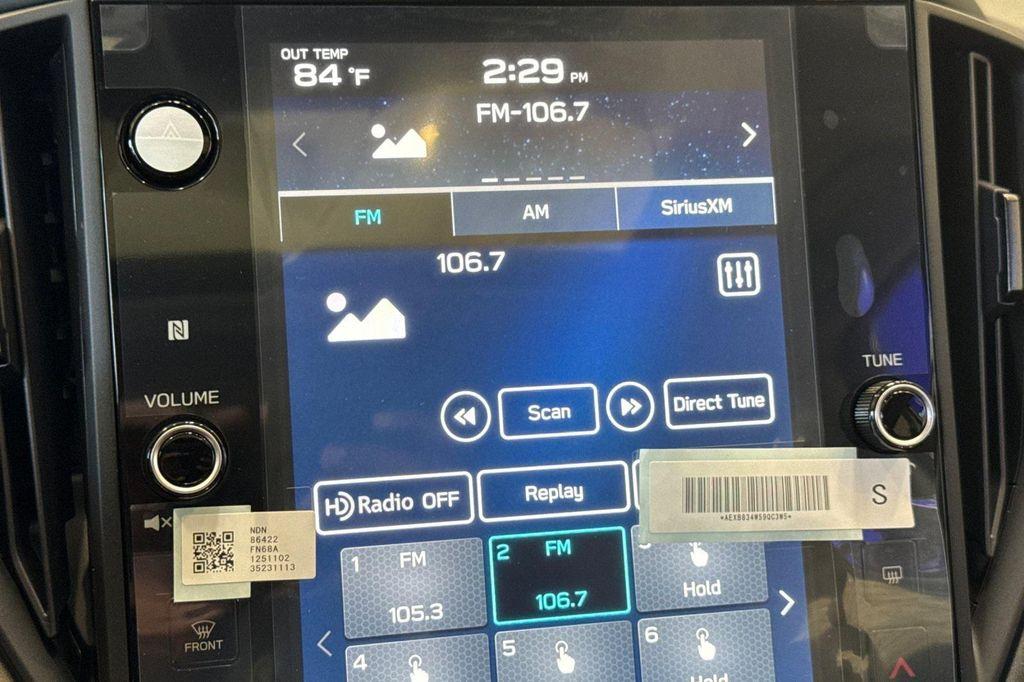 OUT TEMP
84 °F
2:29 PM
FM-106.7
FM
AM
SiriusXM
106.7
VOLUME
TUNE
Scan
Direct Tune
HD Radio OFF
Replay
*AEXB834W59QC3W5*
S
NDN
86422
FN68A
1251102
35231113
1 FM
105.3
2 FM
106.7
Hold
FRONT
4
5
6
Hold